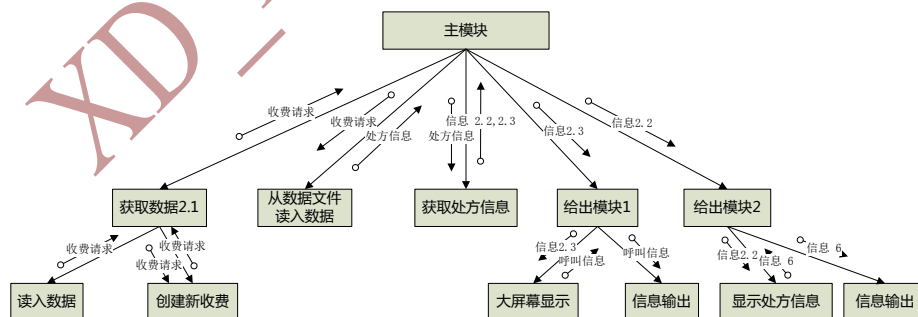 XD_
主模块
收费请求
收费请求
处方信息
信息 2.2,2.3
处方信息
信息2.3
信息2.2
获取数据2.1
从数据文件
读入数据
获取处方信息
给出模块1
给出模块2
收费请求
收费请求
收费请求
信息2.3
呼叫信息
呼叫信息
信息2.2
信息 6
信息 6
读入数据
创建新收费
大屏幕显示
信息输出
显示处方信息
信息输出